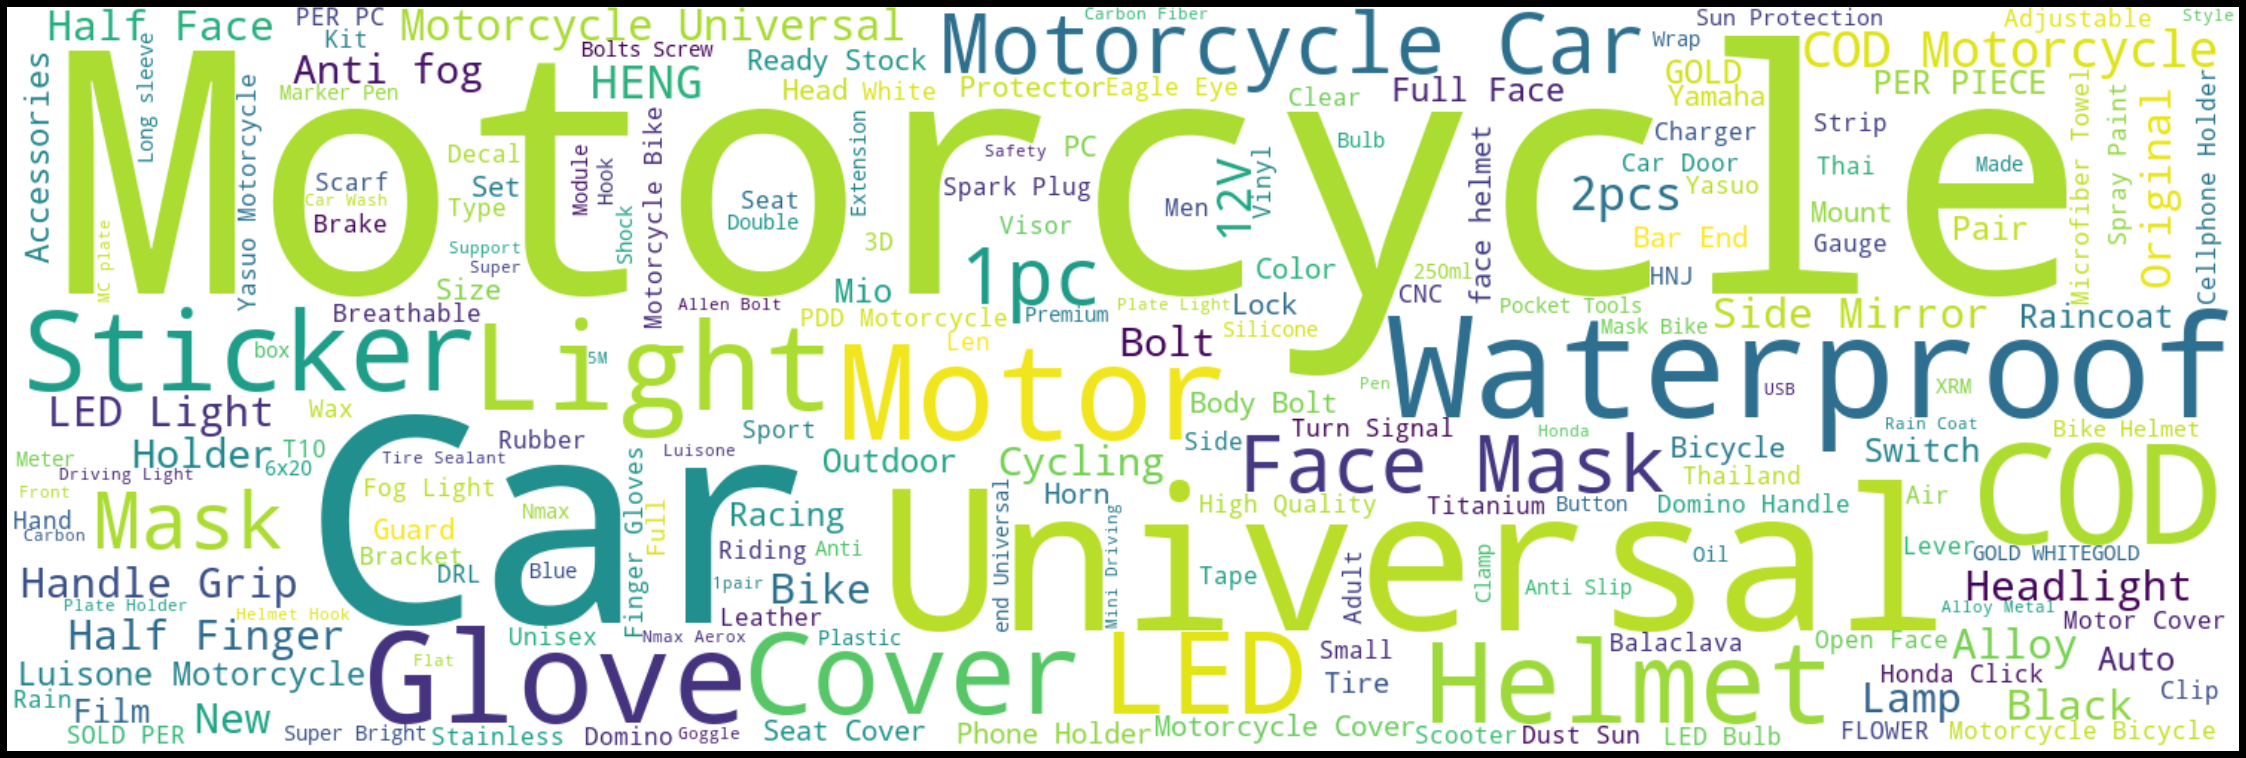 Half Face
PER PC
Kit
Motorcycle Universal
Carbon Fiber
Motorcycle Car
Sun Protection
Wrap
Adjustable
Style
COD Motorcycle
Accessories
Long sleeve
Yasuo Motorcycle
Anti fog
Marker Pen
Bolts Screw
HENG
Ready Stock
Head White
Protector
Eagle Eye
Clear
Full Face
GOLD
Yamaha
PER PIECE
Microfiber Towel
Spray Paint
Original
Cellphone Holder
Motorcycle
Scarf
Car Wash
Brake
Decal
Set
Type
Module
Hook
Motorcycle Bike
Shock
Support
Super
Size
MC plate
Breathable
Allen Bolt
Seat
Double
Extension
3D
Mio
Safety
PC
Spark Plug
Visor
Men
12V
Vinyl
Bulb
face helmet
Charger
Car Door
Yasuo
2pcs
Bar End
HNJ
Strip
Thai
Mount
Gauge
Made
Pair
1pc
Premium
Color
Lock
Plate Light
Silicone
250ml
CNC
Pocket Tools
Mask Bike
Side Mirror
Raincoat
PDD Motorcycle
Len
Sticker
box
5M
Light
Motor
Bolt
Waterproof
Pen
USB
XRM
LED Light
Wax
Body Bolt
Holder
T10
6x20
Meter
Driving Light
Front
Rubber
Tire Sealant
Luisone
Sport
Outdoor
Cycling
Side
Turn Signal
Honda
Face Mask
Bicycle
Thailand
Rain Coat
Switch
Bike Helmet
COD
Mask
Hand
Carbon
Car
Fog Light
Guard
Bracket
DRL
Nmax
Blue
Finger Gloves
Full
Racing
Riding
Anti
1pair
Bike
Leather
Universal
end Universal
Horn
Mini Driving
High Quality
Tape
Adult
Titanium
Button
Domino Handle
Clamp
Anti Slip
Oil
Air
Lever
GOLD WHITEGOLD
Headlight
Alloy Metal
Motor Cover
Handle Grip
Plate Holder
Helmet Hook
Half Finger
Unisex
Nmax Aerox
Plastic
Luisone Motorcycle
Flat
Glove
Cover
LED
Small
Tire
Helmet
Balaclava
Open Face
Alloy
Auto
Honda Click
Lamp
Black
Clip
Rain
Film
New
SOLD PER
Super Bright
Stainless
Domino
Goggle
Seat Cover
Phone Holder
Motorcycle Cover
Scooter
Dust Sun
LED Bulb
FLOWER
Motorcycle Bicycle